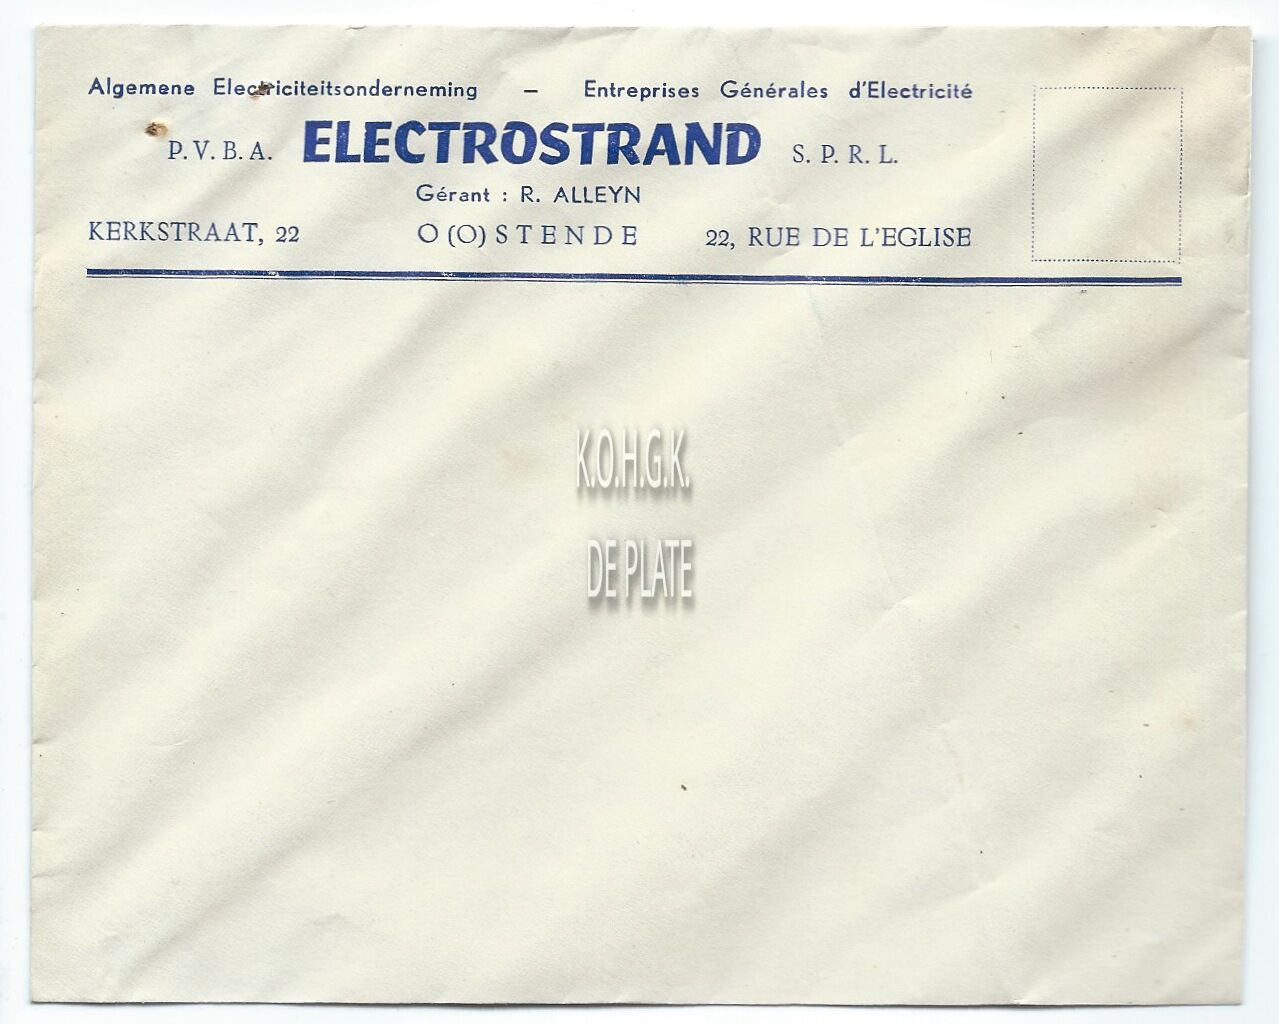 Algemene Electriciteitsonderneming – Entreprises Générales d'Electricité
P. V. B. A. ELECTROSTRAND S. P. R. L.
Gérant : R. ALLEYN
KERKSTRAAT, 22 O (O) STENDE 22, RUE DE L'EGLISE
K.O.H.G.K.
DE PLATE